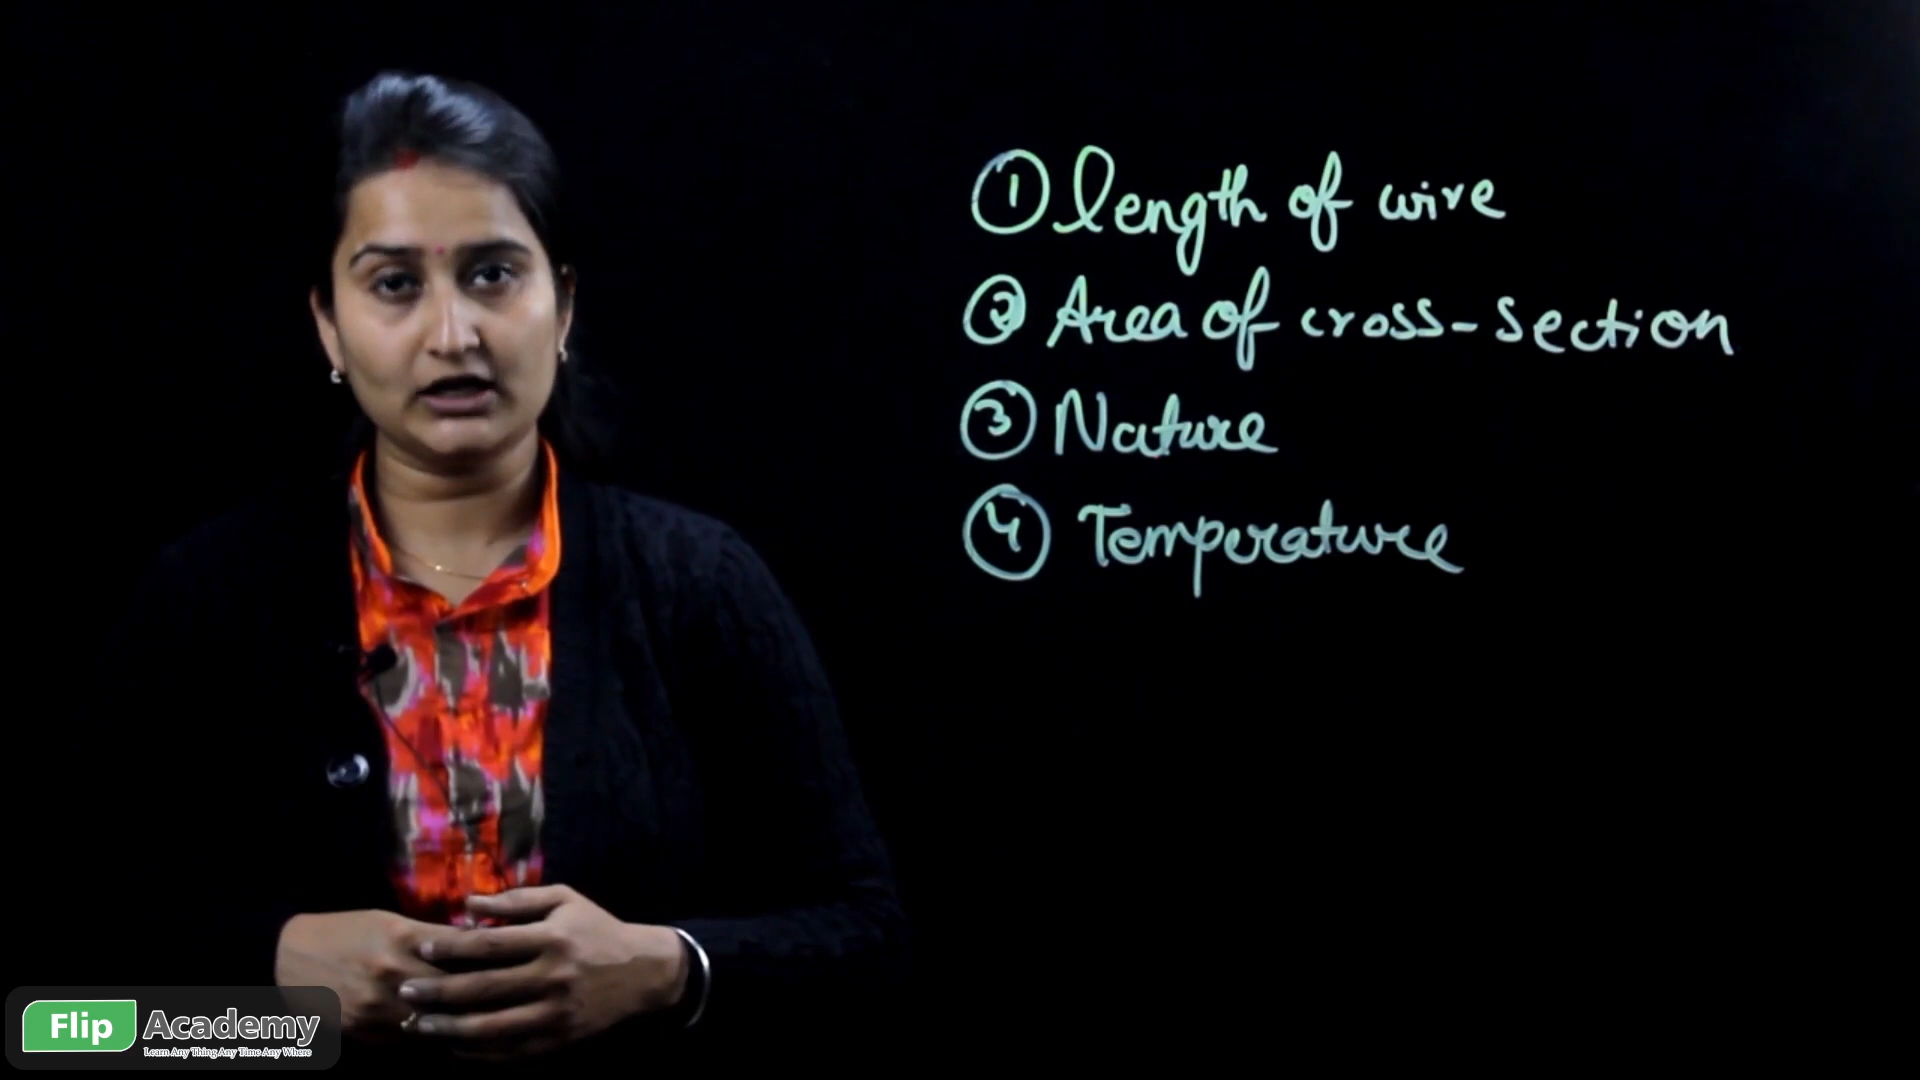 ① length of wire
② Area of cross-section
③ Nature
④ Temperature
Flip Academy
Learn Any Thing Any Time Any Where